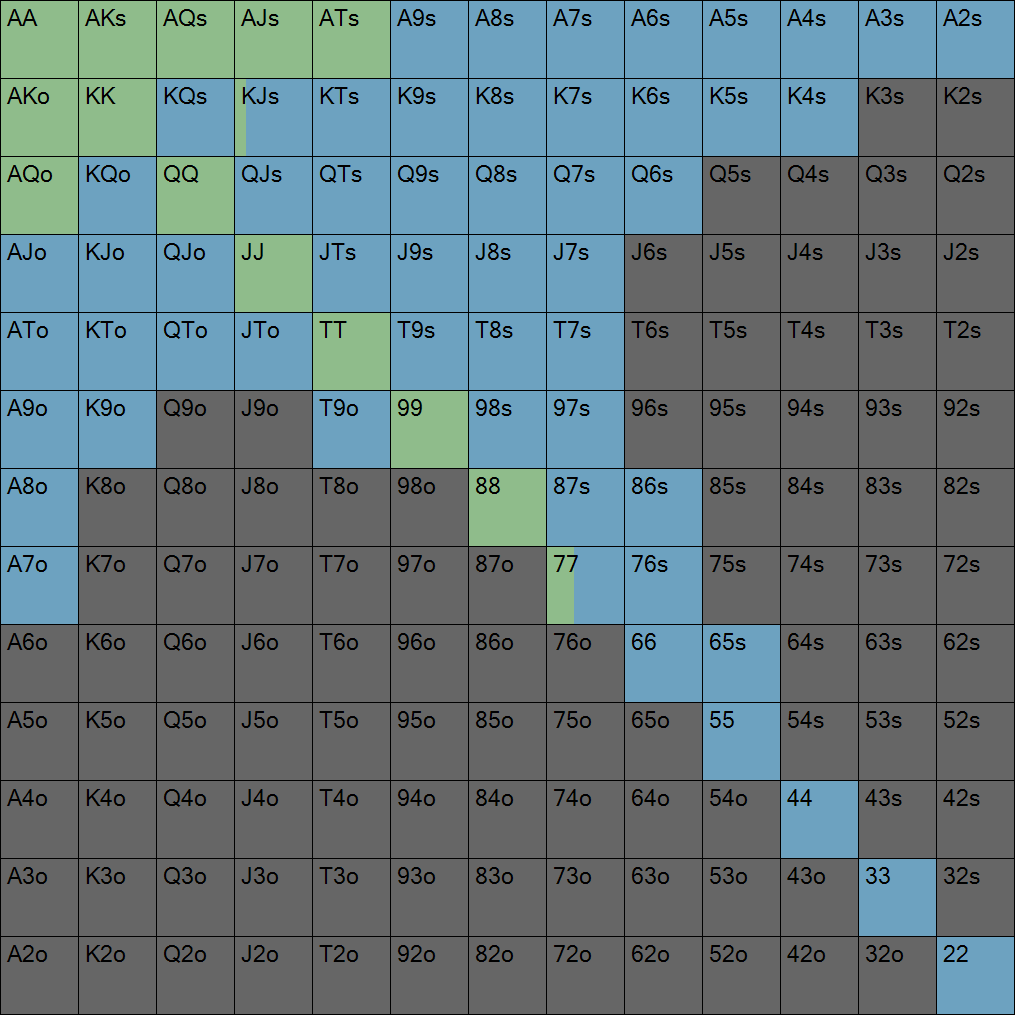 AA AKs AQs AJs ATs A9s A8s A7s A6s A5s A4s A3s A2s
AKo KK KQs KJs KTs K9s K8s K7s K6s K5s K4s K3s K2s
AQo KQo QQ QJs QTs Q9s Q8s Q7s Q6s Q5s Q4s Q3s Q2s
AJo KJo QJo JJ JTs J9s J8s J7s J6s J5s J4s J3s J2s
ATo KTo QTo JTo TT T9s T8s T7s T6s T5s T4s T3s T2s
A9o K9o Q9o J9o T9o 99 98s 97s 96s 95s 94s 93s 92s
A8o K8o Q8o J8o T8o 98o 88 87s 86s 85s 84s 83s 82s
A7o K7o Q7o J7o T7o 97o 87o 77 76s 75s 74s 73s 72s
A6o K6o Q6o J6o T6o 96o 86o 76o 66 65s 64s 63s 62s
A5o K5o Q5o J5o T5o 95o 85o 75o 65o 55 54s 53s 52s
A4o K4o Q4o J4o T4o 94o 84o 74o 64o 54o 44 43s 42s
A3o K3o Q3o J3o T3o 93o 83o 73o 63o 53o 43o 33 32s
A2o K2o Q2o J2o T2o 92o 82o 72o 62o 52o 42o 32o 22